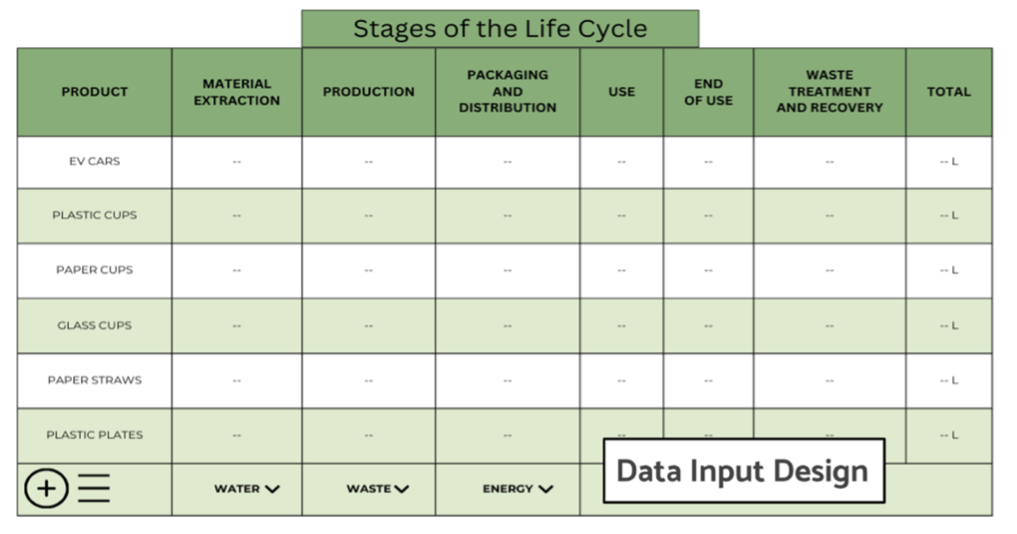 Stages of the Life Cycle
PRODUCT MATERIAL EXTRACTION PRODUCTION PACKAGING AND DISTRIBUTION USE END OF USE WASTE TREATMENT AND RECOVERY TOTAL
EV CARS -- -- -- -- -- -- -- L
PLASTIC CUPS -- -- -- -- -- -- -- L
PAPER CUPS -- -- -- -- -- -- -- L
GLASS CUPS -- -- -- -- -- -- -- L
PAPER STRAWS -- -- -- -- -- -- -- L
PLASTIC PLATES -- -- -- -- -- -- -- L
WATER WASTE ENERGY
Data Input Design